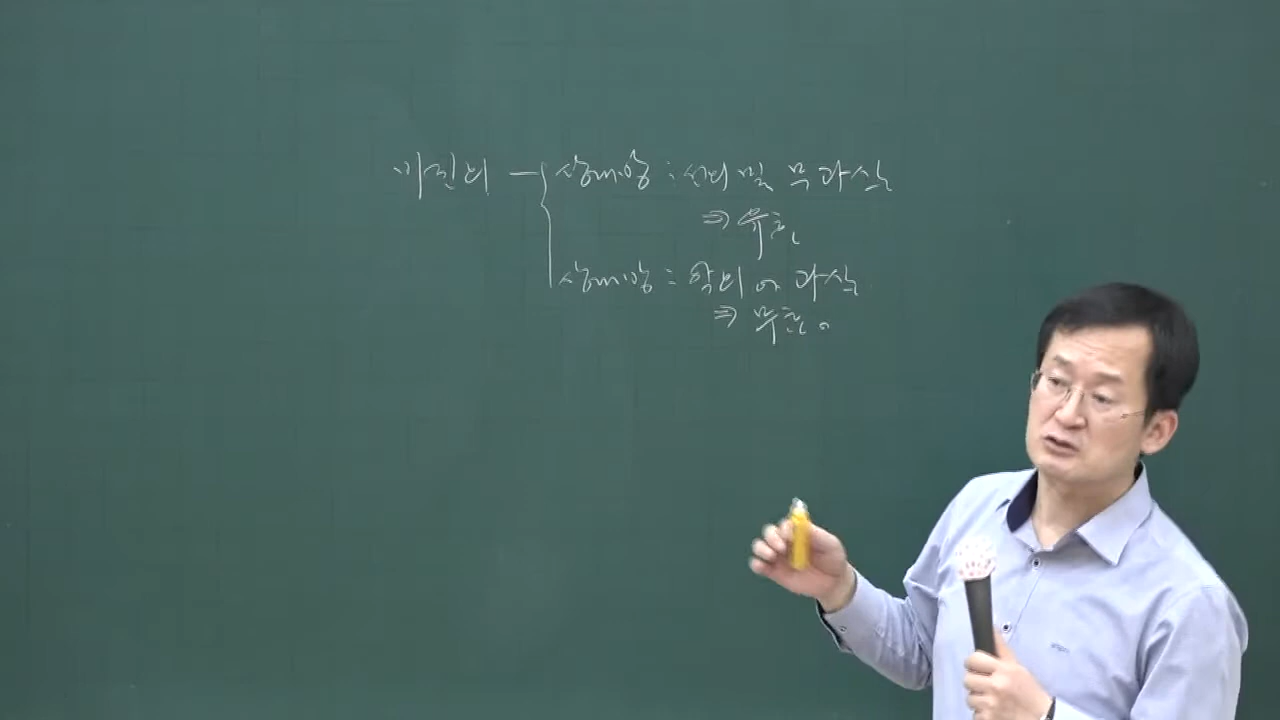 비진의 ― 상대방 : 선의 및 무과실
⇒ 유효
상대방 : 악의 or 과실
⇒ 무효